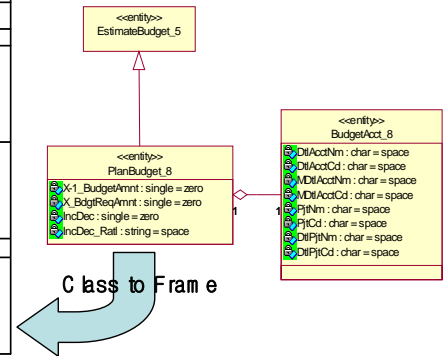 <<entity>>
EstimateBudget_5
<<entity>>
PlanBudget_8
X-1_BudgetAmnt : single = zero
X_BdgtReqAmnt : single = zero
IncDec : single = zero
IncDec_Ratl : string = space
1
1
<<entity>>
BudgetAcct_8
DtlAcctNm : char = space
DtlAcctCd : char = space
MDtlAcctNm : char = space
MDtlAcctCd : char = space
PjtNm : char = space
PjtCd : char = space
DtlPjtNm : char = space
DtlPjtCd : char = space
Class to Frame